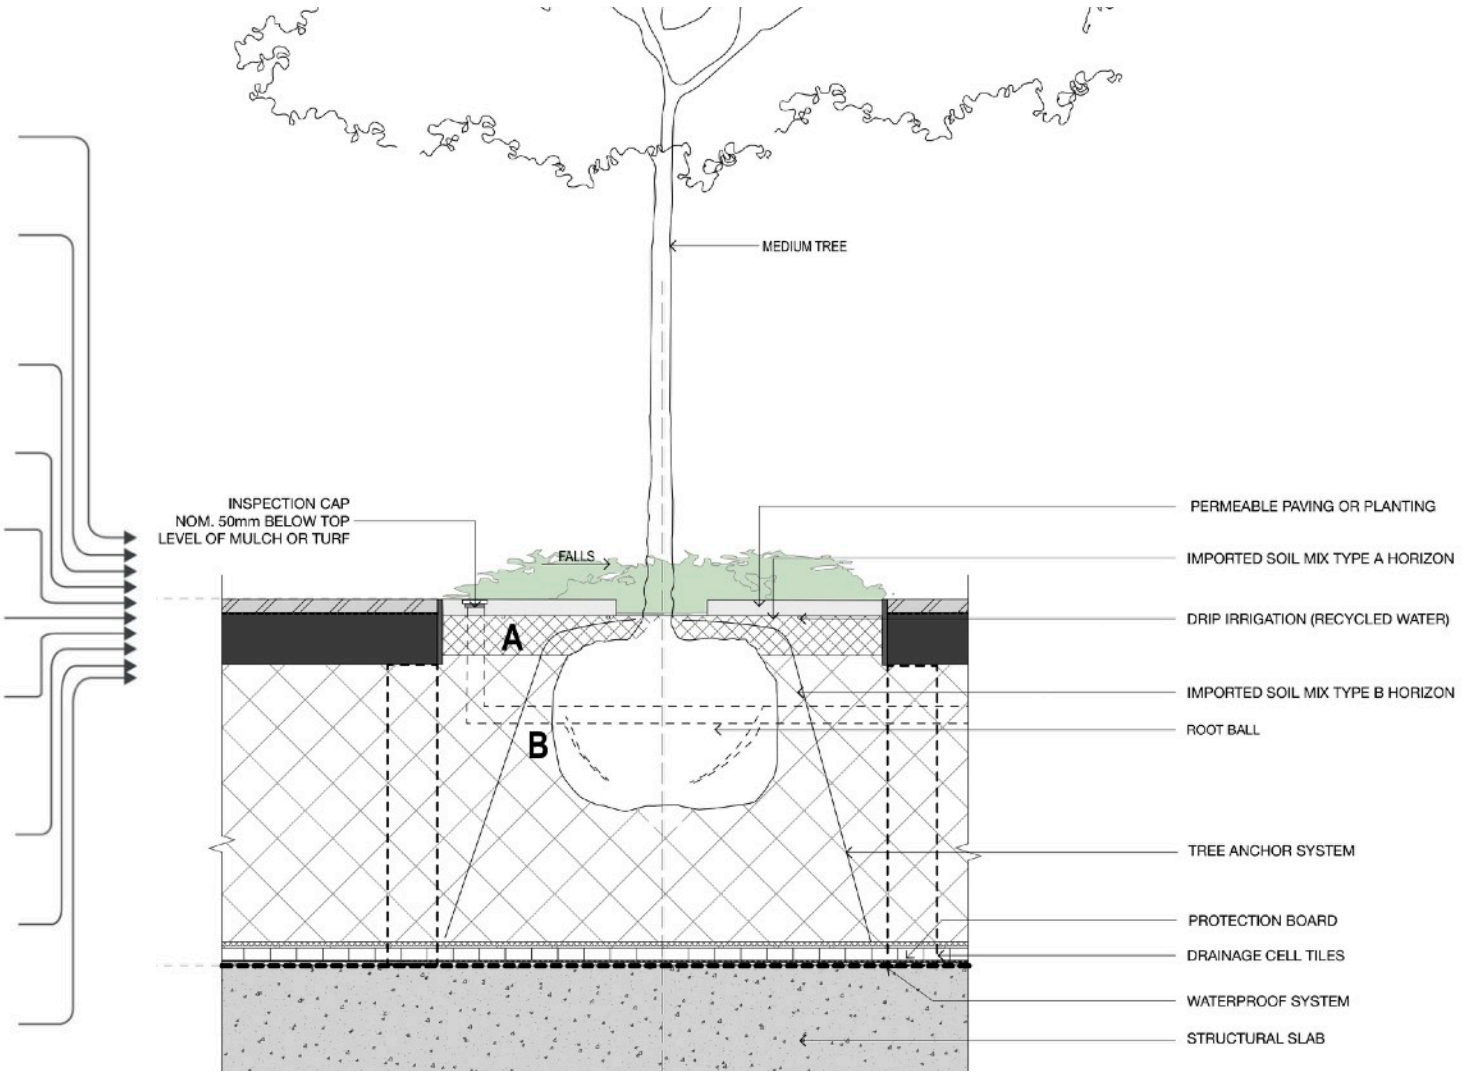 MEDIUM TREE
INSPECTION CAP
NOM. 50mm BELOW TOP
LEVEL OF MULCH OR TURF
PERMEABLE PAVING OR PLANTING
FALLS
IMPORTED SOIL MIX TYPE A HORIZON
DRIP IRRIGATION (RECYCLED WATER)
A
IMPORTED SOIL MIX TYPE B HORIZON
ROOT BALL
B
TREE ANCHOR SYSTEM
PROTECTION BOARD
DRAINAGE CELL TILES
WATERPROOF SYSTEM
STRUCTURAL SLAB